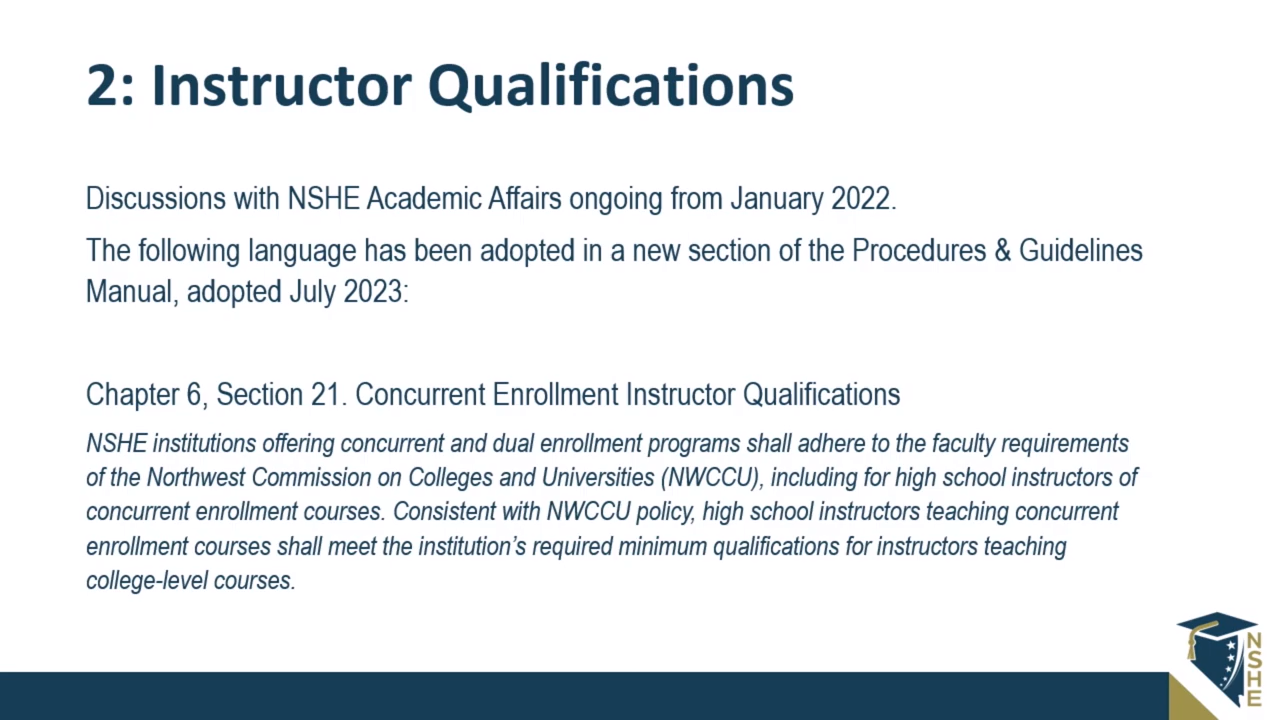 2: Instructor Qualifications
Discussions with NSHE Academic Affairs ongoing from January 2022.
The following language has been adopted in a new section of the Procedures & Guidelines
Manual, adopted July 2023:
Chapter 6, Section 21. Concurrent Enrollment Instructor Qualifications
NSHE institutions offering concurrent and dual enrollment programs shall adhere to the faculty requirements
of the Northwest Commission on Colleges and Universities (NWCCU), including for high school instructors of
concurrent enrollment courses. Consistent with NWCCU policy, high school instructors teaching concurrent
enrollment courses shall meet the institution’s required minimum qualifications for instructors teaching
college-level courses.
NSHE